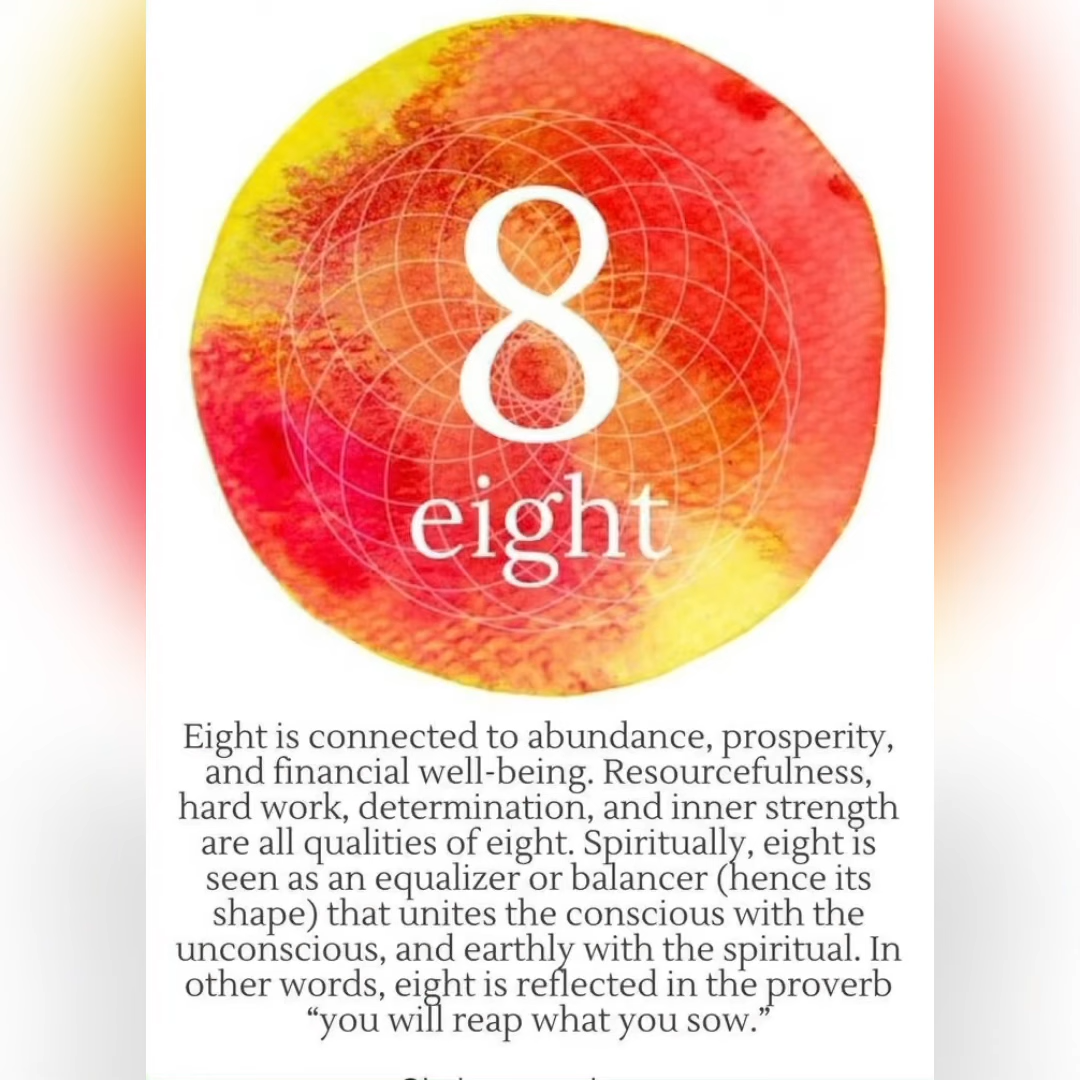 8
eight
Eight is connected to abundance, prosperity,
and financial well-being. Resourcefulness,
hard work, determination, and inner strength
are all qualities of eight. Spiritually, eight is
seen as an equalizer or balancer (hence its
shape) that unites the conscious with the
unconscious, and earthly with the spiritual. In
other words, eight is reflected in the proverb
“you will reap what you sow.”